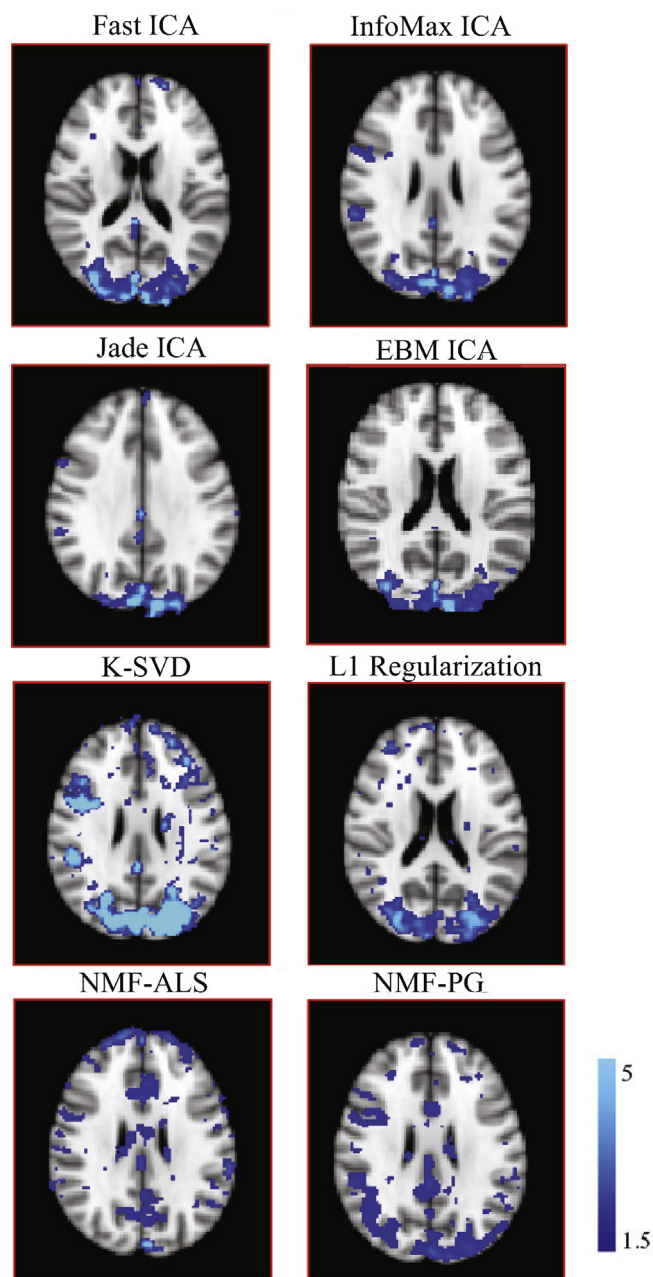 Fast ICA
InfoMax ICA
Jade ICA
EBM ICA
K-SVD
L1 Regularization
NMF-ALS
NMF-PG
5
1.5